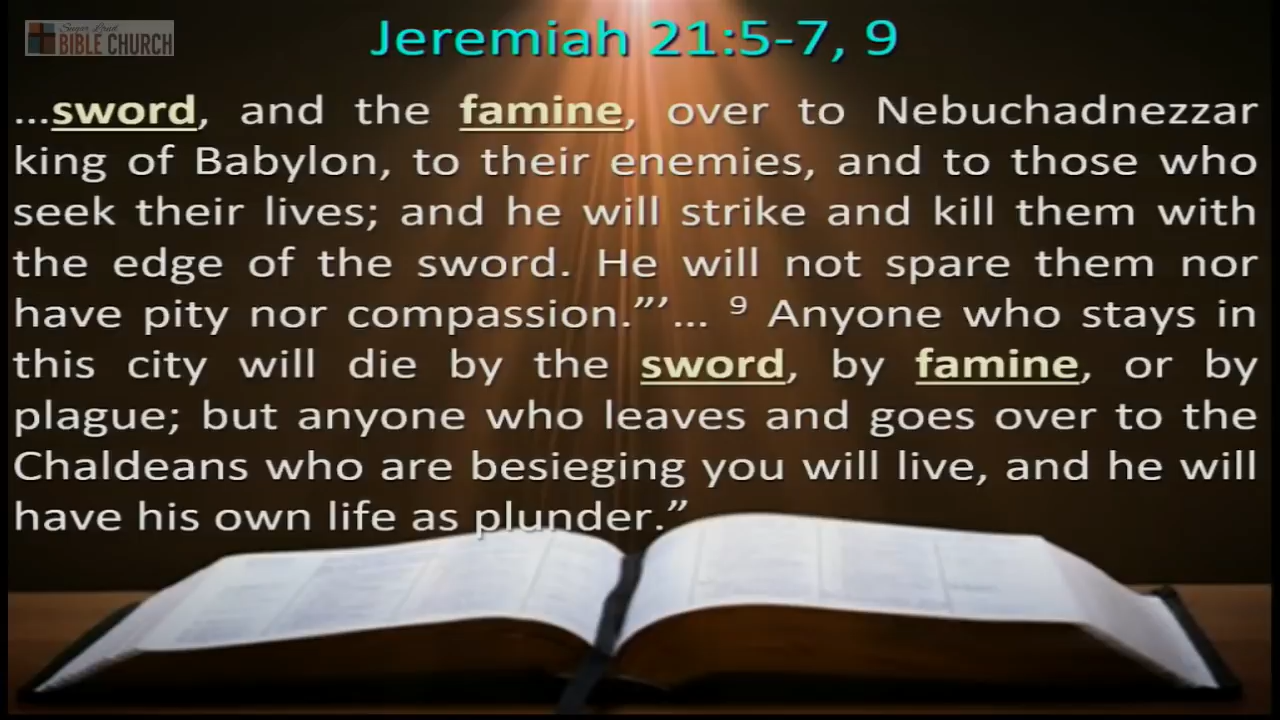 Sugar Land
BIBLE CHURCH
Jeremiah 21:5-7, 9
...sword, and the famine, over to Nebuchadnezzar
king of Babylon, to their enemies, and to those who
seek their lives; and he will strike and kill them with
the edge of the sword. He will not spare them nor
have pity nor compassion.”’... ⁹ Anyone who stays in
this city will die by the sword, by famine, or by
plague; but anyone who leaves and goes over to the
Chaldeans who are besieging you will live, and he will
have his own life as plunder.”